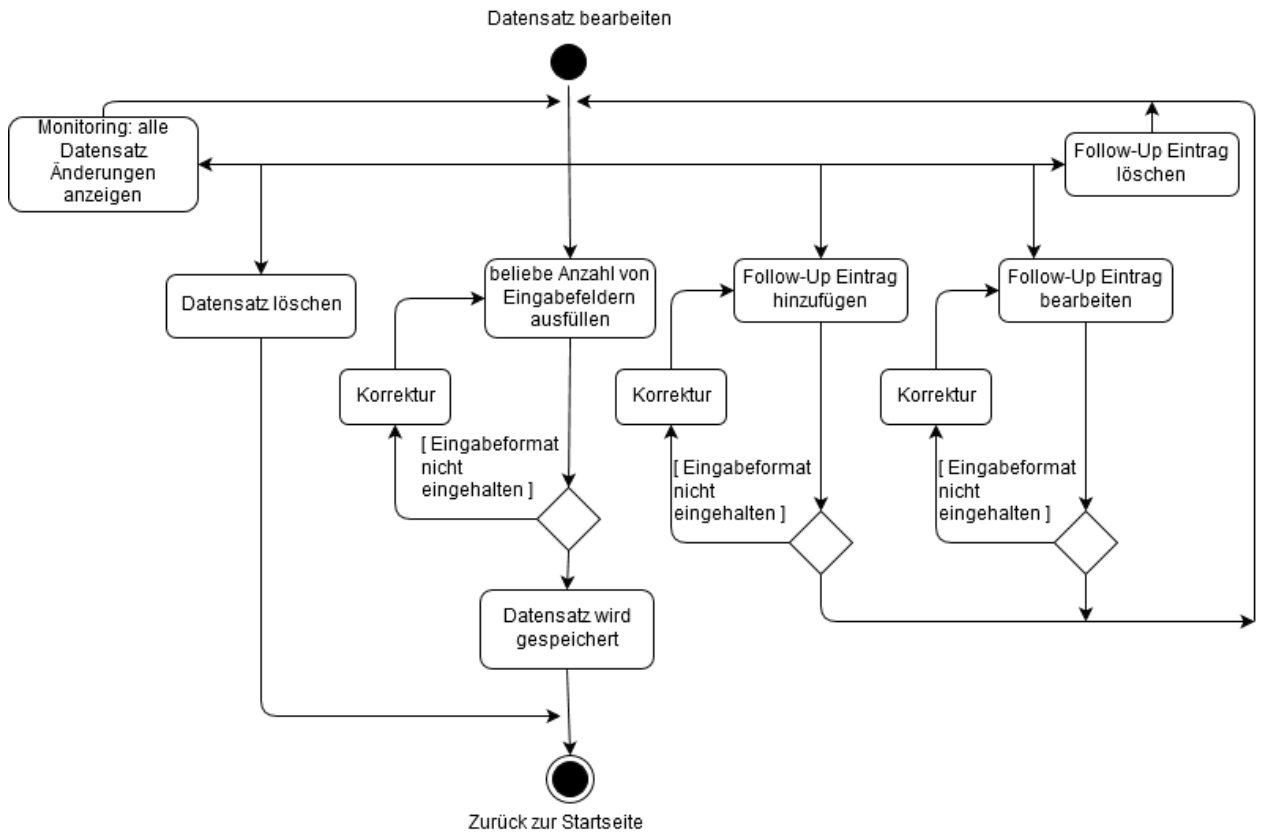 Datensatz bearbeiten
Monitoring: alle
Datensatz
Änderungen
anzeigen
Follow-Up Eintrag
löschen
Datensatz löschen
beliebe Anzahl von
Eingabefeldern
ausfüllen
Follow-Up Eintrag
hinzufügen
Follow-Up Eintrag
bearbeiten
Korrektur
Korrektur
Korrektur
[ Eingabeformat
nicht
eingehalten ]
[ Eingabeformat
nicht
eingehalten ]
[ Eingabeformat
nicht
eingehalten ]
Datensatz wird
gespeichert
Zurück zur Startseite